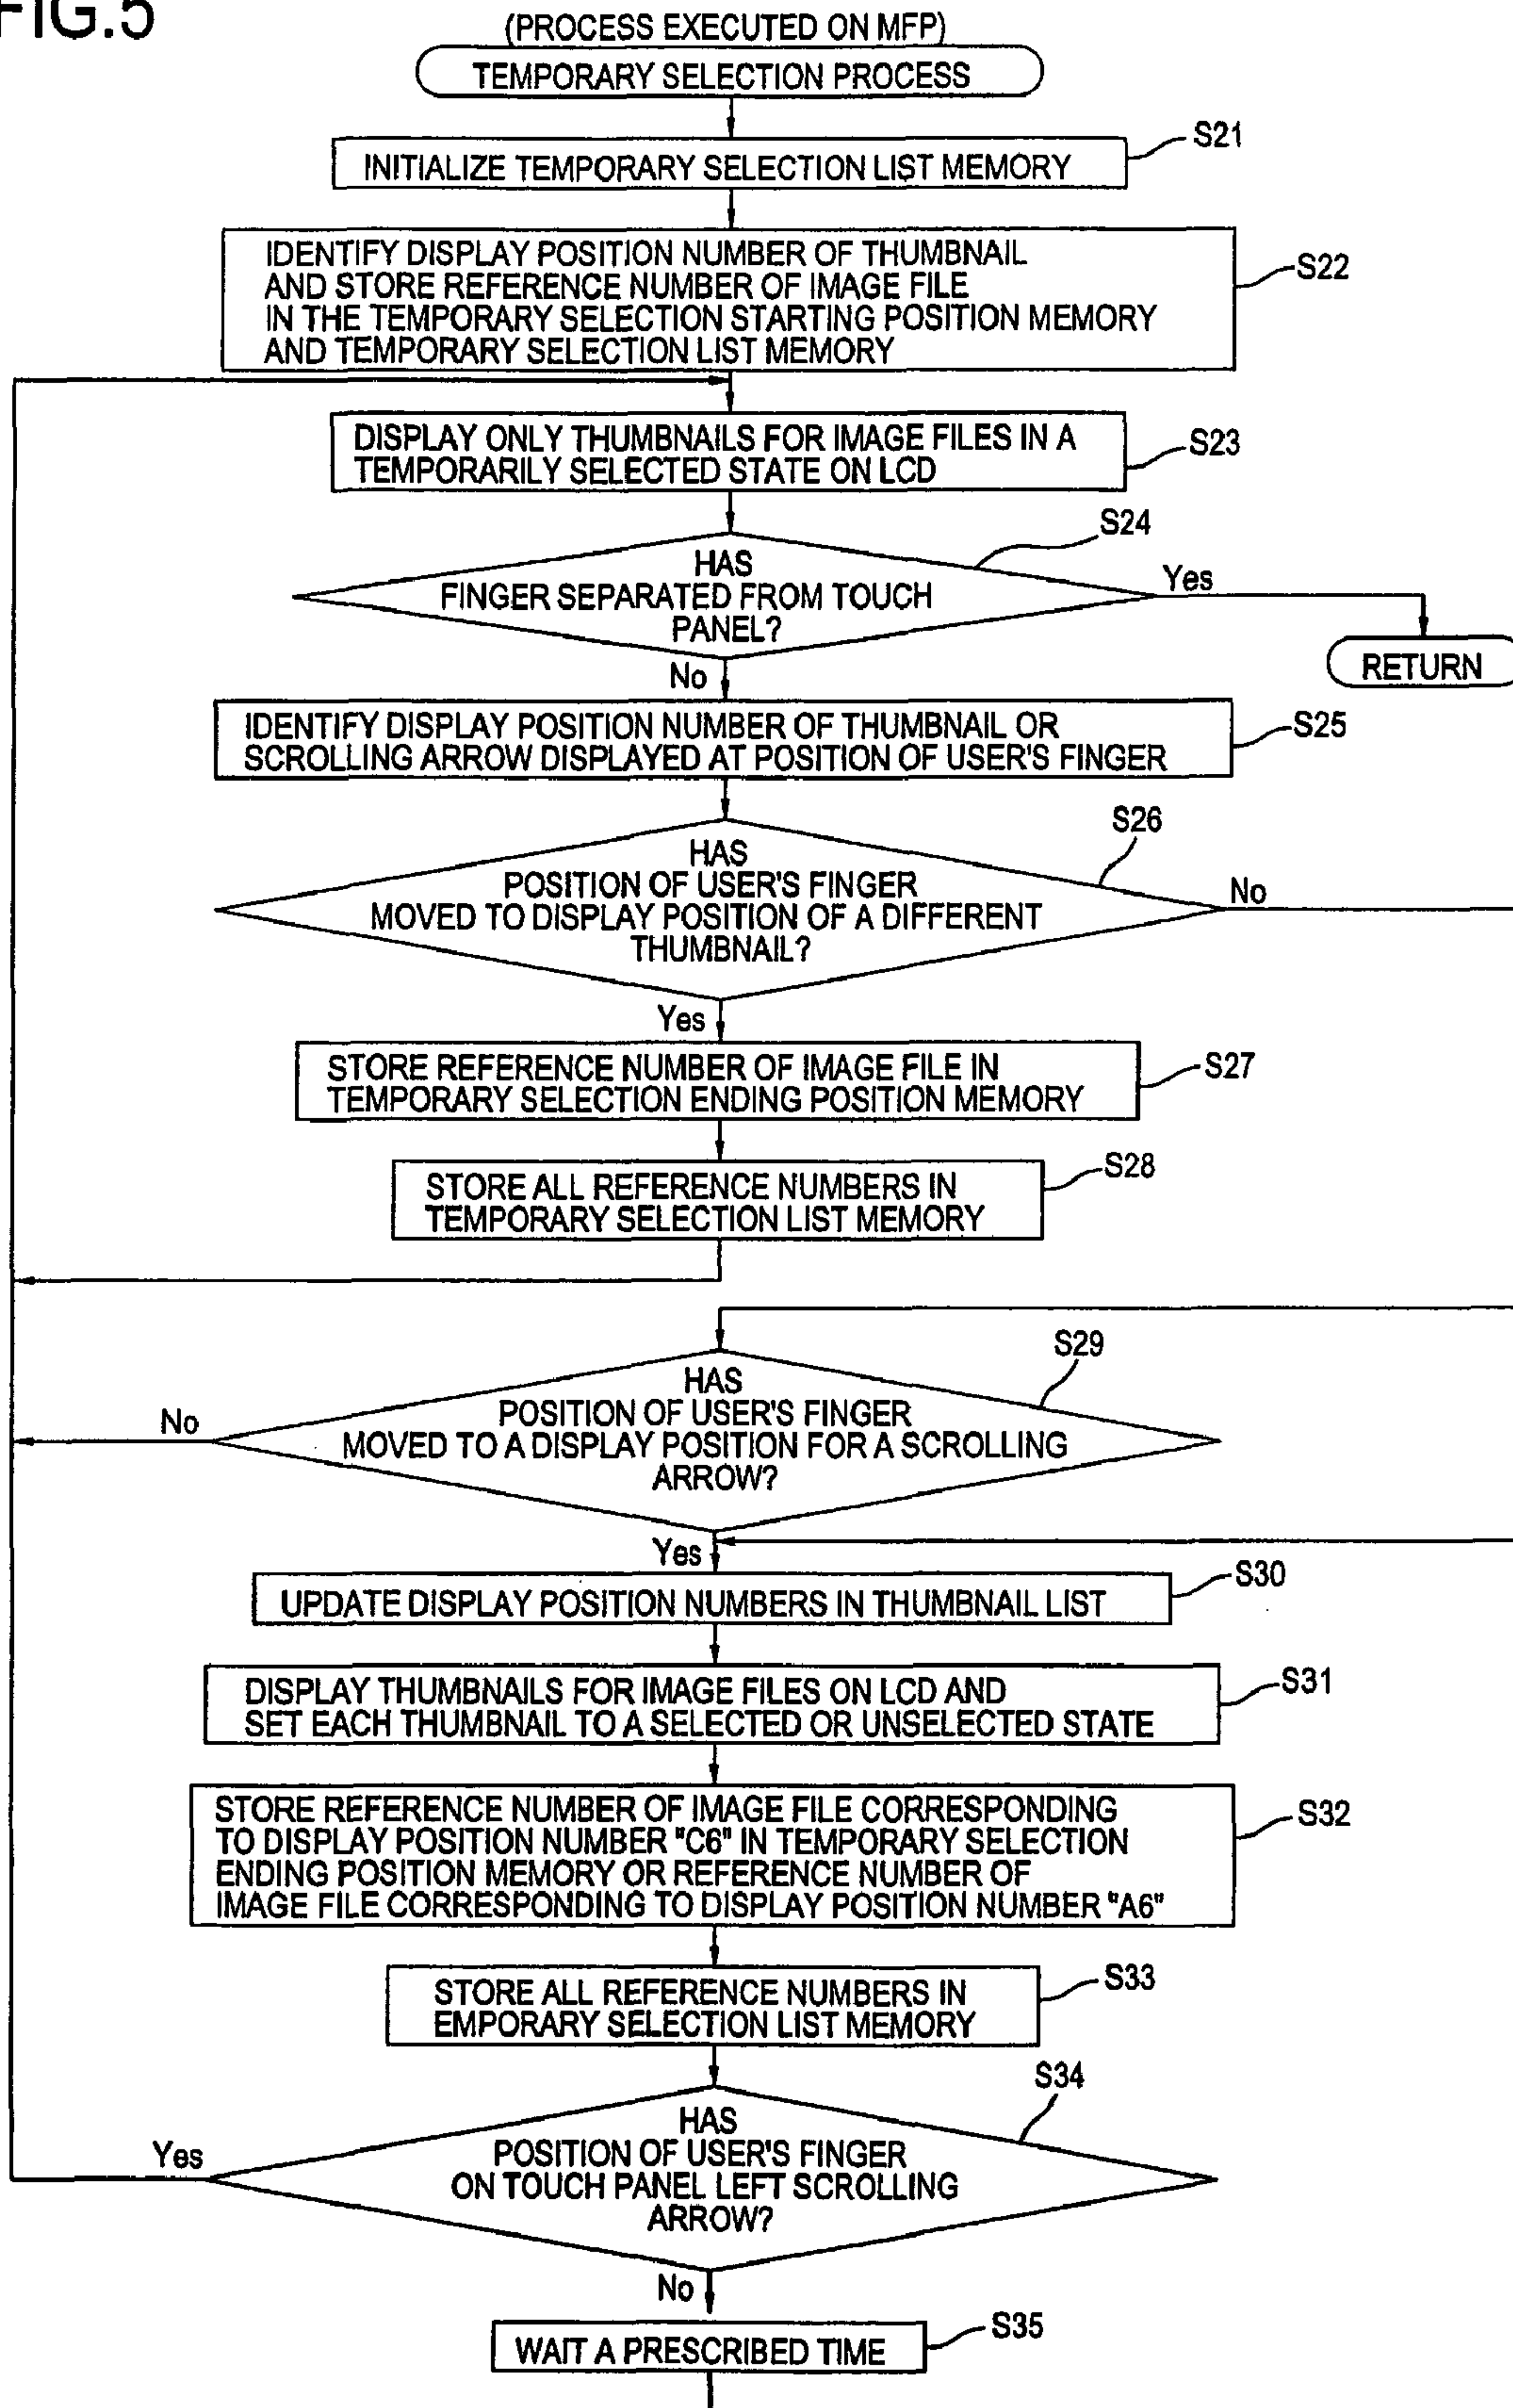 FIG.5
(PROCESS EXECUTED ON MFP)
TEMPORARY SELECTION PROCESS
INITIALIZE TEMPORARY SELECTION LIST MEMORY
S21
IDENTIFY DISPLAY POSITION NUMBER OF THUMBNAIL
AND STORE REFERENCE NUMBER OF IMAGE FILE
IN THE TEMPORARY SELECTION STARTING POSITION MEMORY
AND TEMPORARY SELECTION LIST MEMORY
S22
DISPLAY ONLY THUMBNAILS FOR IMAGE FILES IN A
TEMPORARILY SELECTED STATE ON LCD
S23
S24
HAS
FINGER SEPARATED FROM TOUCH
PANEL?
Yes
RETURN
No
IDENTIFY DISPLAY POSITION NUMBER OF THUMBNAIL OR
SCROLLING ARROW DISPLAYED AT POSITION OF USER'S FINGER
S25
S26
HAS
POSITION OF USER'S FINGER
MOVED TO DISPLAY POSITION OF A DIFFERENT
THUMBNAIL?
No
Yes
STORE REFERENCE NUMBER OF IMAGE FILE IN
TEMPORARY SELECTION ENDING POSITION MEMORY
S27
STORE ALL REFERENCE NUMBERS IN
TEMPORARY SELECTION LIST MEMORY
S28
S29
HAS
POSITION OF USER'S FINGER
MOVED TO A DISPLAY POSITION FOR A SCROLLING
ARROW?
No
Yes
UPDATE DISPLAY POSITION NUMBERS IN THUMBNAIL LIST
S30
DISPLAY THUMBNAILS FOR IMAGE FILES ON LCD AND
SET EACH THUMBNAIL TO A SELECTED OR UNSELECTED STATE
S31
STORE REFERENCE NUMBER OF IMAGE FILE CORRESPONDING
TO DISPLAY POSITION NUMBER "C6" IN TEMPORARY SELECTION
ENDING POSITION MEMORY OR REFERENCE NUMBER OF
IMAGE FILE CORRESPONDING TO DISPLAY POSITION NUMBER "A6"
S32
STORE ALL REFERENCE NUMBERS IN
EMPORARY SELECTION LIST MEMORY
S33
S34
HAS
POSITION OF USER'S FINGER
ON TOUCH PANEL LEFT SCROLLING
ARROW?
Yes
No
WAIT A PRESCRIBED TIME
S35